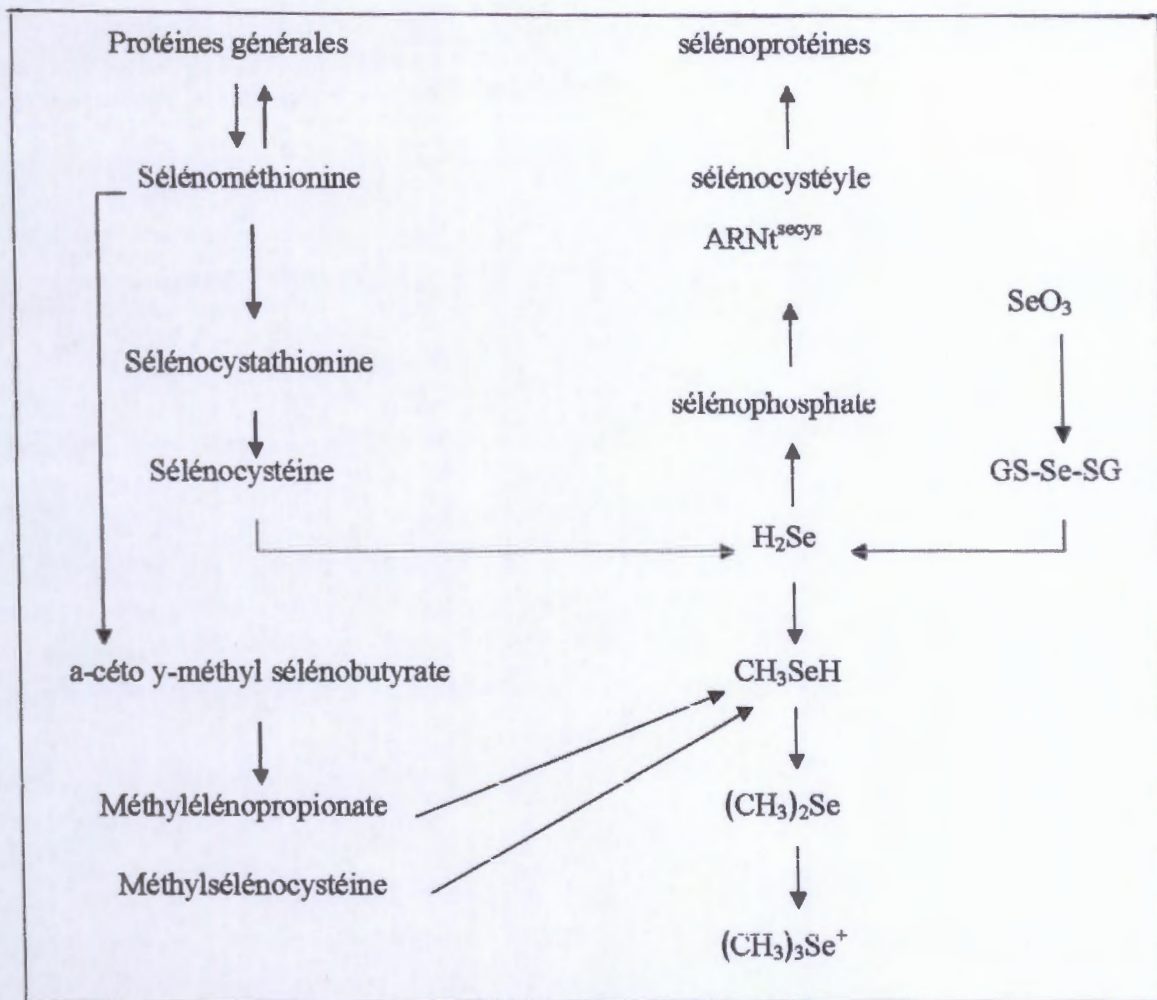 Protéines générales
sélénoprotéines
Sélénométhionine
sélénocystéyle
ARNt^secys
SeO₃
Sélénocystathionine
sélénophosphate
Sélénocystéine
GS-Se-SG
H₂Se
a-céto y-méthyl sélénobutyrate
CH₃SeH
Méthylélénopropionate
(CH₃)₂Se
Méthylsélénocystéine
(CH₃)₃Se⁺